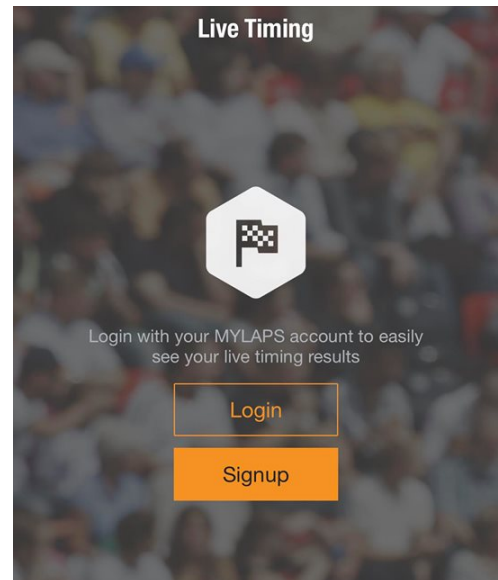 Live Timing
Login with your MYLAPS account to easily
see your live timing results
Login
Signup